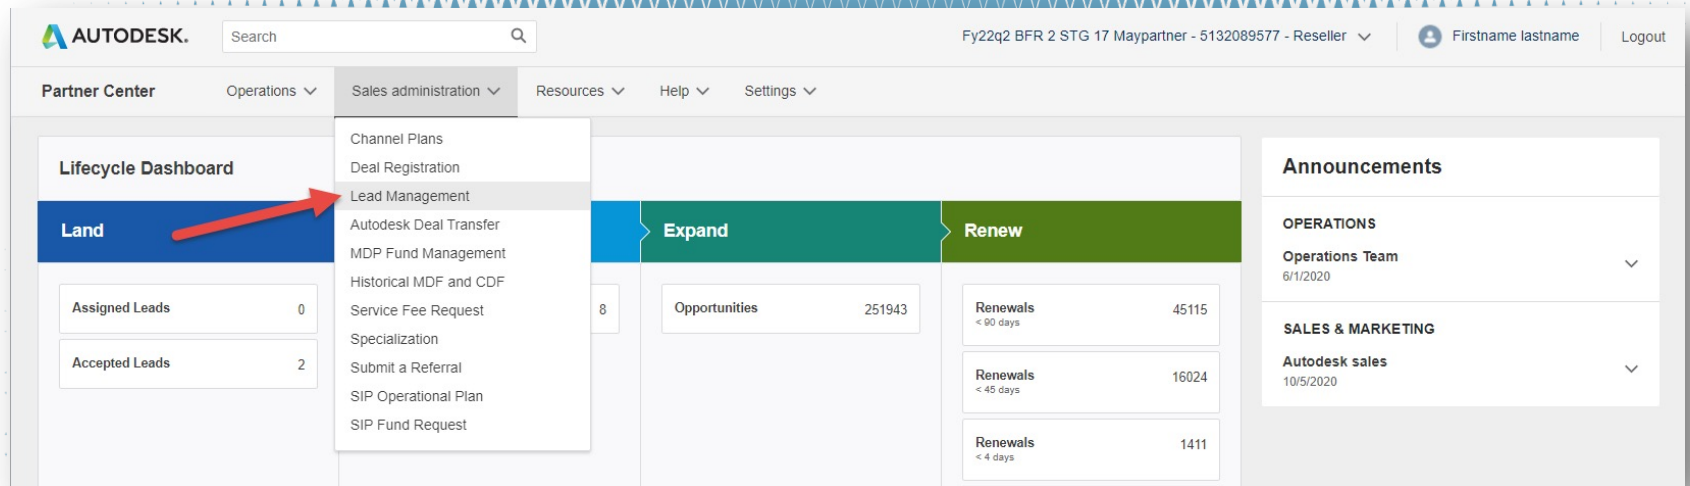 AUTODESK.
Search
Fy22q2 BFR 2 STG 17 Maypartner - 5132089577 - Reseller
Firstname lastname
Logout
Partner Center
Operations
Sales administration
Resources
Help
Settings
Channel Plans
Deal Registration
Lead Management
Autodesk Deal Transfer
MDP Fund Management
Historical MDF and CDF
Service Fee Request
Specialization
Submit a Referral
SIP Operational Plan
SIP Fund Request
Lifecycle Dashboard
Land
Assigned Leads 0
Accepted Leads 2
8
Expand
Opportunities 251943
Renew
Renewals 45115
< 90 days
Renewals 16024
< 45 days
Renewals 1411
< 4 days
Announcements
OPERATIONS
Operations Team
6/1/2020
SALES & MARKETING
Autodesk sales
10/5/2020